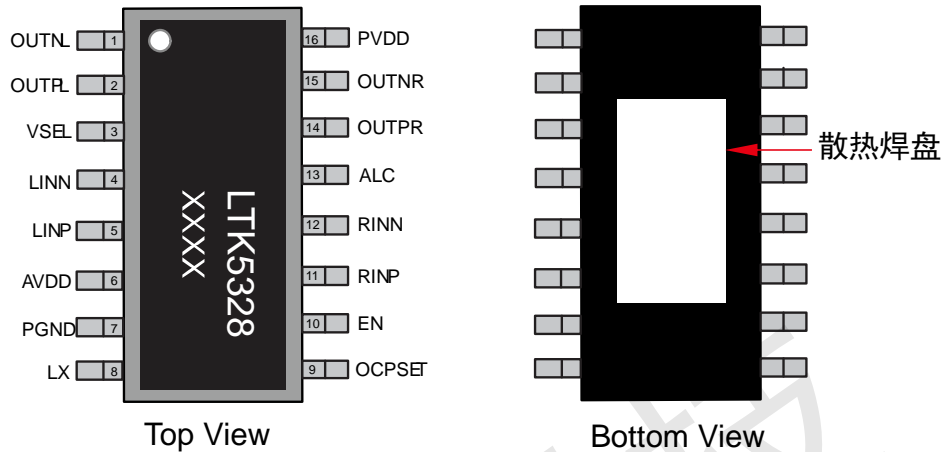 OUTNL 1 16 PVDD
OUTPL 2 15 OUTNR
VSEL 3 14 OUTPR
LINN 4 13 ALC
LINP 5 12 RINN
AVDD 6 11 RINP
PGND 7 10 EN
LX 8 9 OCPSET
LTK5328
XXXX
散热焊盘
Top View
Bottom View